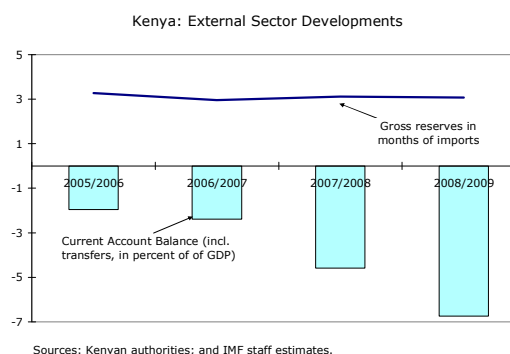 Kenya: External Sector Developments
5
3
Gross reserves in
months of imports
1
-1
2005/2006 2006/2007 2007/2008 2008/2009
-3
Current Account Balance (incl.
transfers, in percent of of GDP)
-5
-7
Sources: Kenyan authorities; and IMF staff estimates.